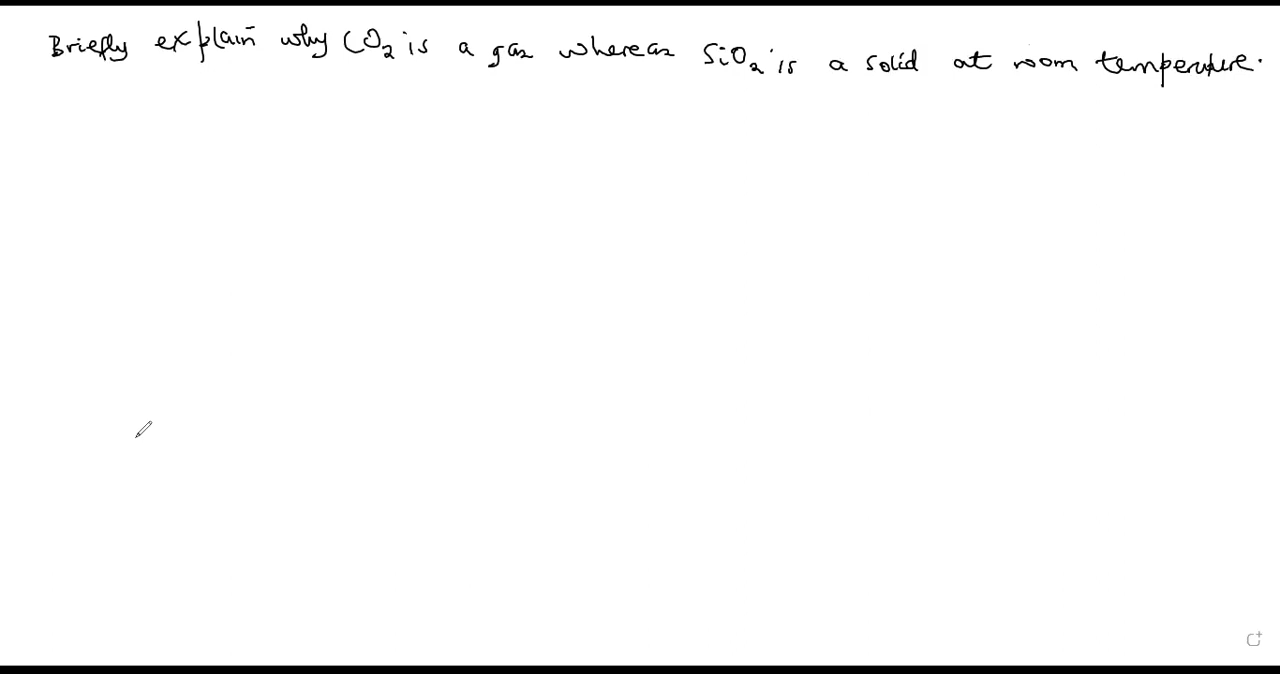 Briefly explain why CO₂ is a gas whereas SiO₂ is a solid at room temperature.